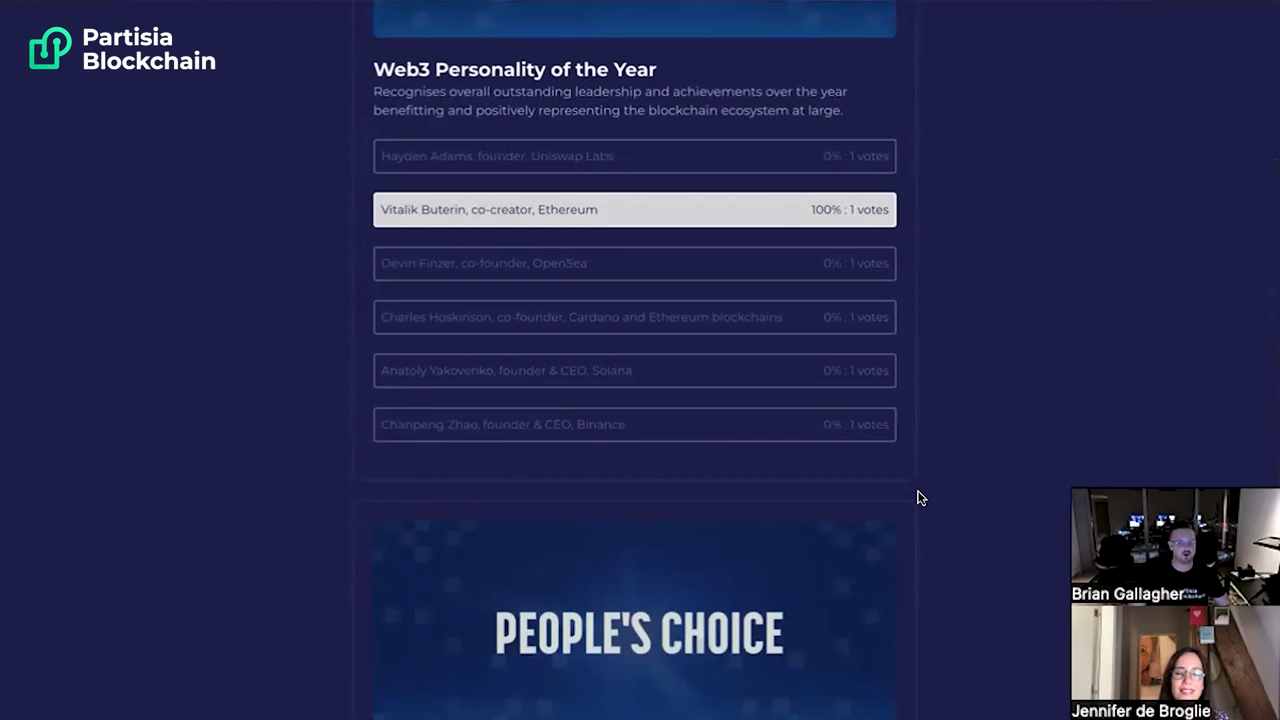 Partisia
Blockchain
Web3 Personality of the Year
Recognises overall outstanding leadership and achievements over the year
benefitting and positively representing the blockchain ecosystem at large.
Hayden Adams, founder, Uniswap Labs 0% : 1 votes
Vitalik Buterin, co-creator, Ethereum 100% : 1 votes
Devin Finzer, co-founder, OpenSea 0% : 1 votes
Charles Hoskinson, co-founder, Cardano and Ethereum blockchains 0% : 1 votes
Anatoly Yakovenko, founder & CEO, Solana 0% : 1 votes
Chanpeng Zhao, founder & CEO, Binance 0% : 1 votes
PEOPLE'S CHOICE
Brian Gallagher
Jennifer de Broglie